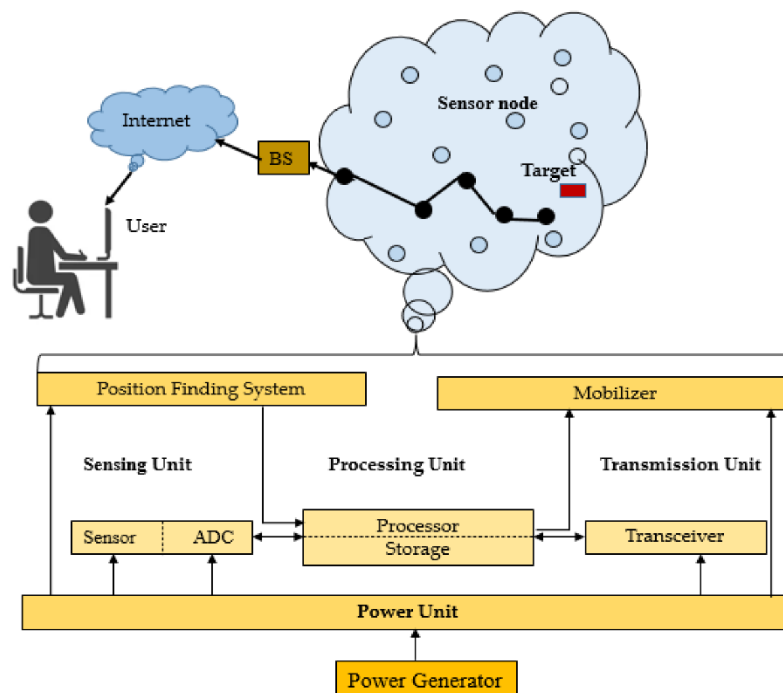 Sensor node
Internet
BS
Target
User
Position Finding System
Mobilizer
Sensing Unit
Processing Unit
Transmission Unit
Sensor
ADC
Processor
Storage
Transceiver
Power Unit
Power Generator